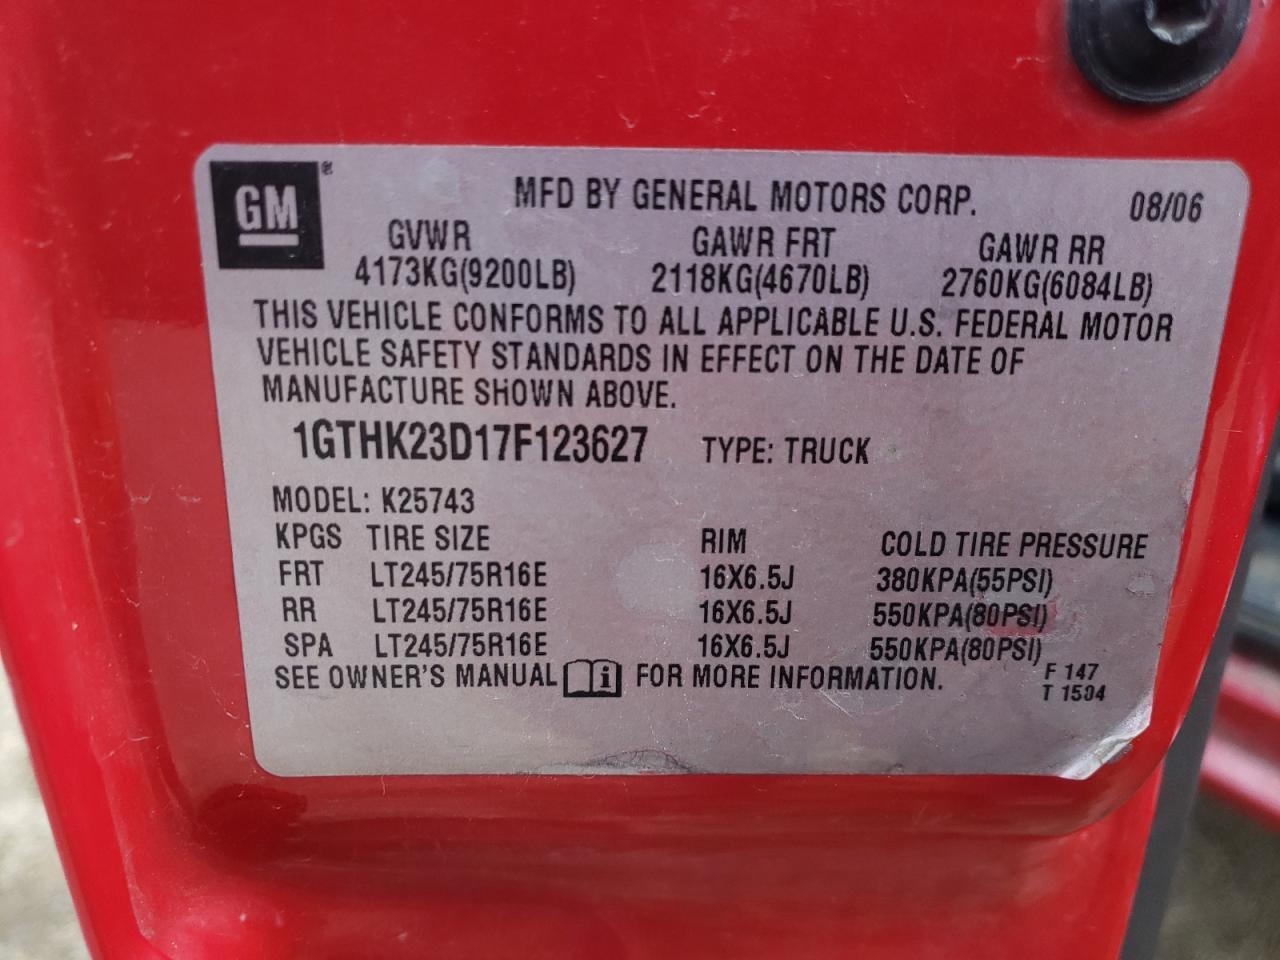 GM® MFD BY GENERAL MOTORS CORP. 08/06
GVWR GAWR FRT GAWR RR
4173KG(9200LB) 2118KG(4670LB) 2760KG(6084LB)
THIS VEHICLE CONFORMS TO ALL APPLICABLE U.S. FEDERAL MOTOR
VEHICLE SAFETY STANDARDS IN EFFECT ON THE DATE OF
MANUFACTURE SHOWN ABOVE.
1GTHK23D17F123627 TYPE: TRUCK
MODEL: K25743
KPGS TIRE SIZE RIM COLD TIRE PRESSURE
FRT LT245/75R16E 16X6.5J 380KPA(55PSI)
RR LT245/75R16E 16X6.5J 550KPA(80PSI)
SPA LT245/75R16E 16X6.5J 550KPA(80PSI)
SEE OWNER'S MANUAL i FOR MORE INFORMATION. F 147
T 1504